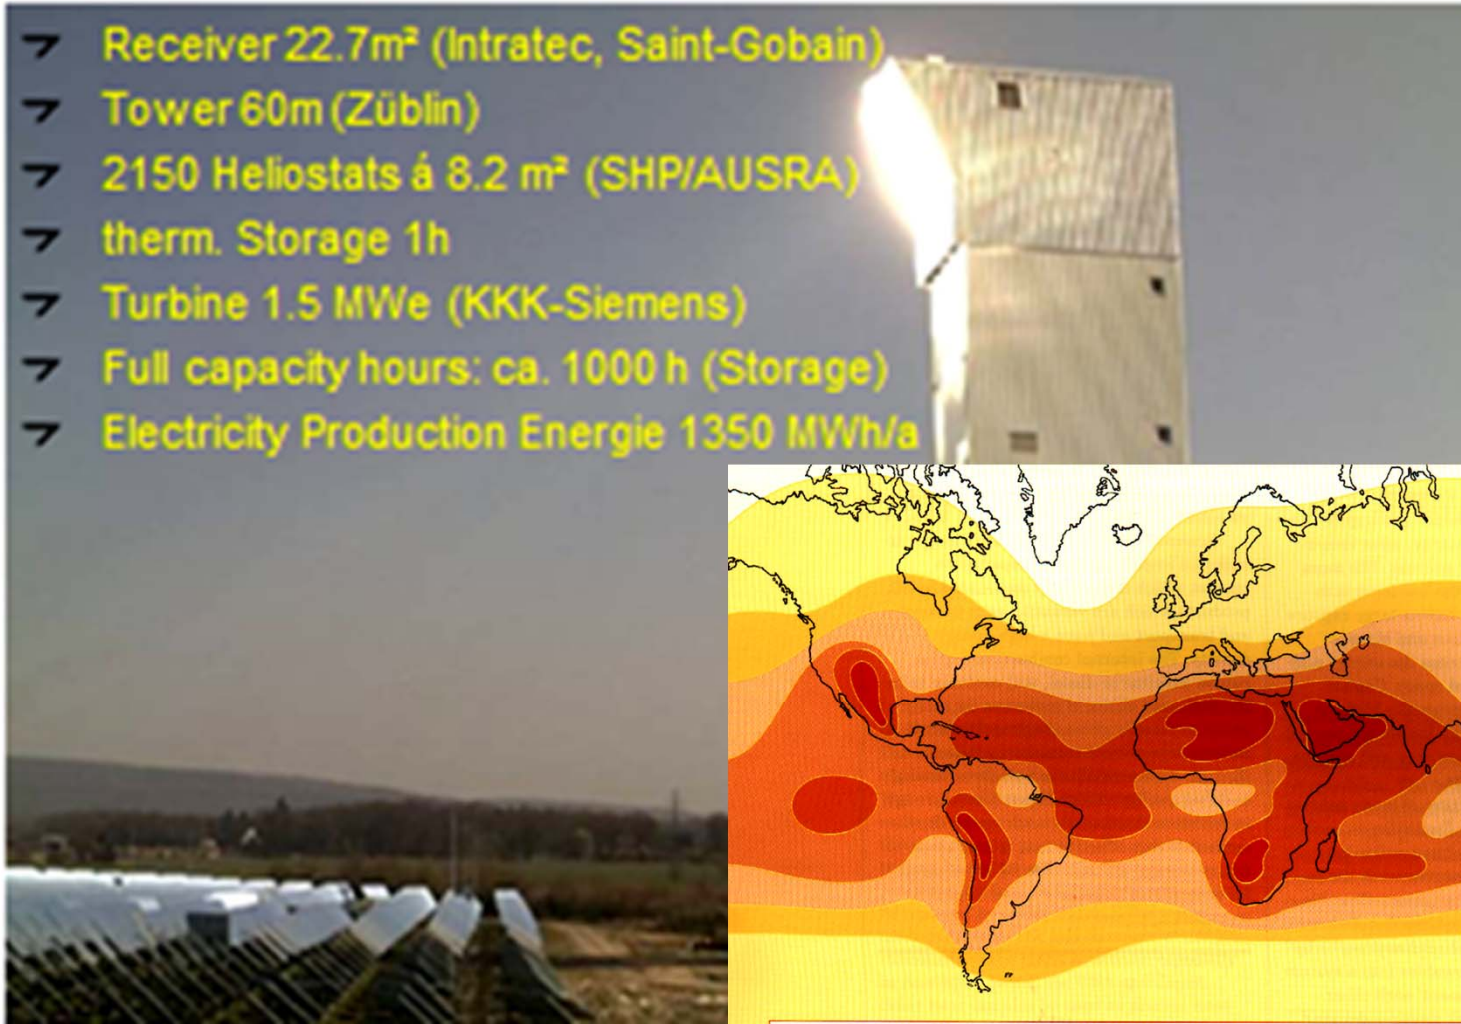 Receiver 22.7m² (Intratec, Saint-Gobain)
Tower 60m (Züblin)
2150 Heliostats á 8.2 m² (SHP/AUSRA)
therm. Storage 1h
Turbine 1.5 MWe (KKK-Siemens)
Full capacity hours: ca. 1000 h (Storage)
Electricity Production Energie 1350 MWh/a